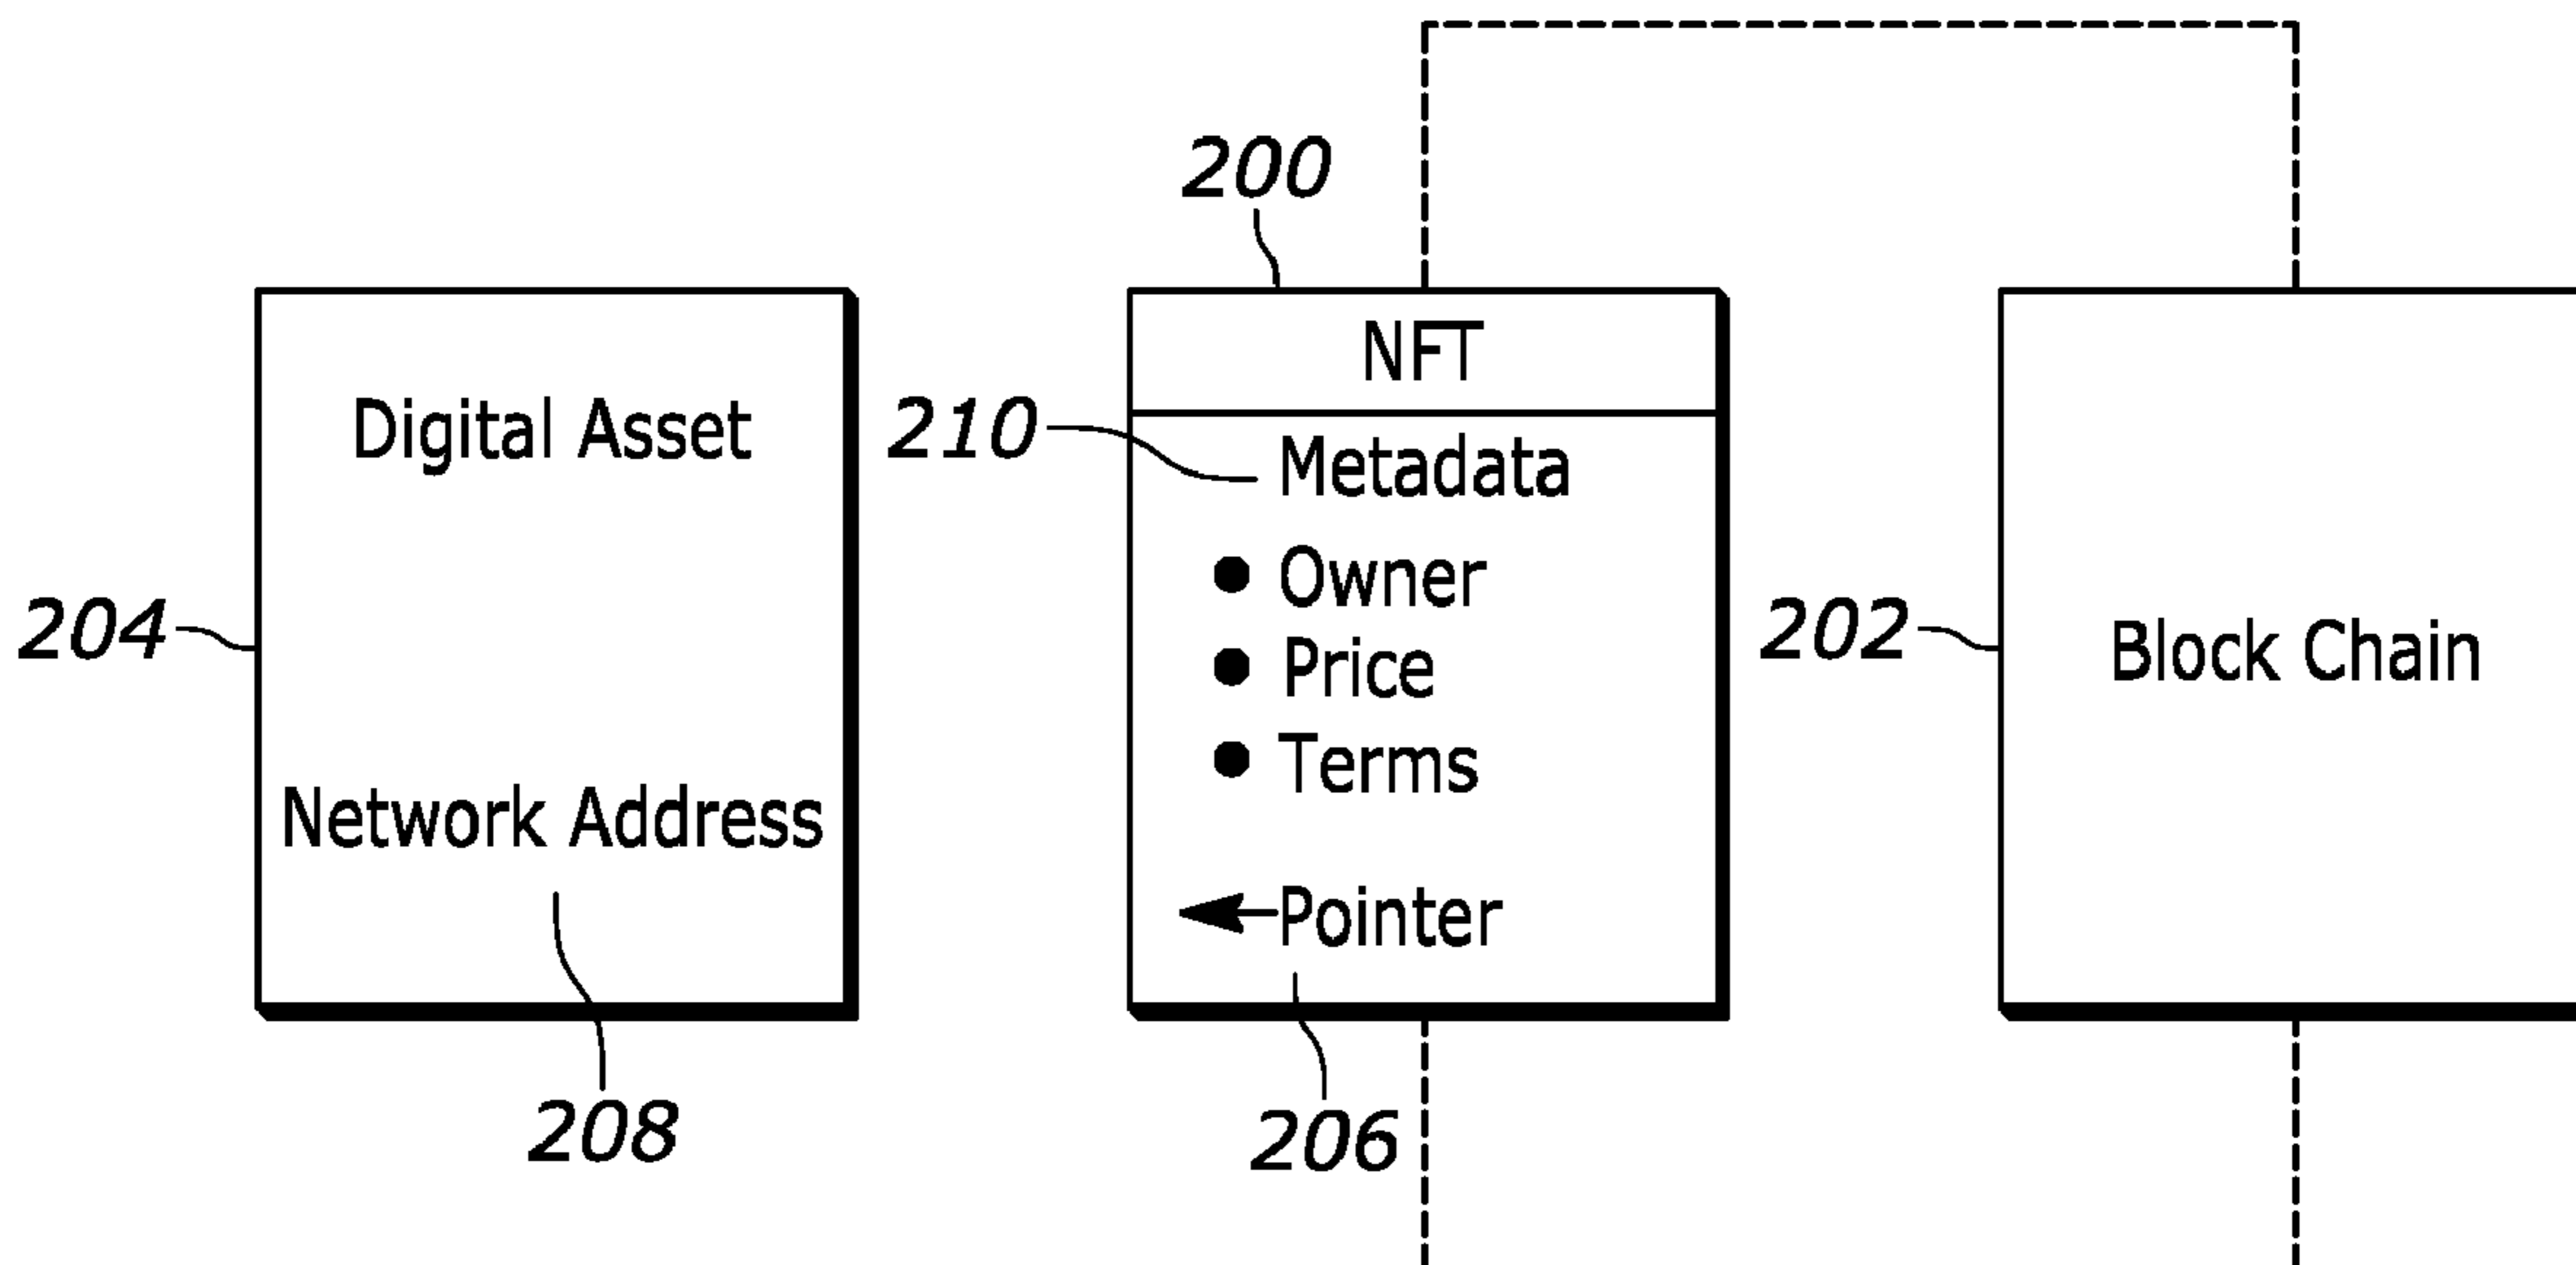 200
NFT
Digital Asset
210
Metadata
● Owner
204
202
Block Chain
● Price
● Terms
Network Address
Pointer
208
206